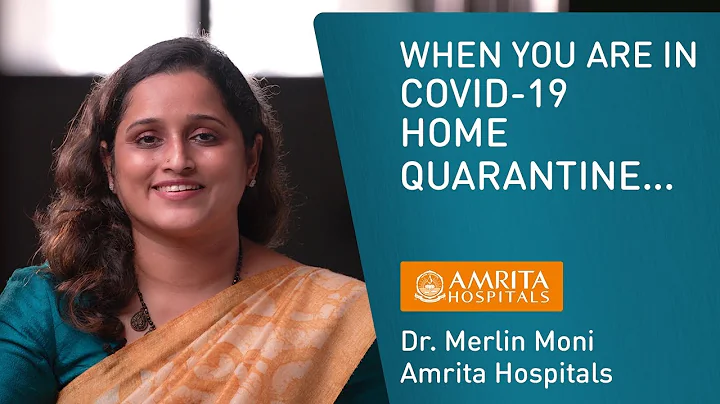 WHEN YOU ARE IN
COVID-19
HOME
QUARANTINE...
AMRITA
HOSPITALS
Dr. Merlin Moni
Amrita Hospitals